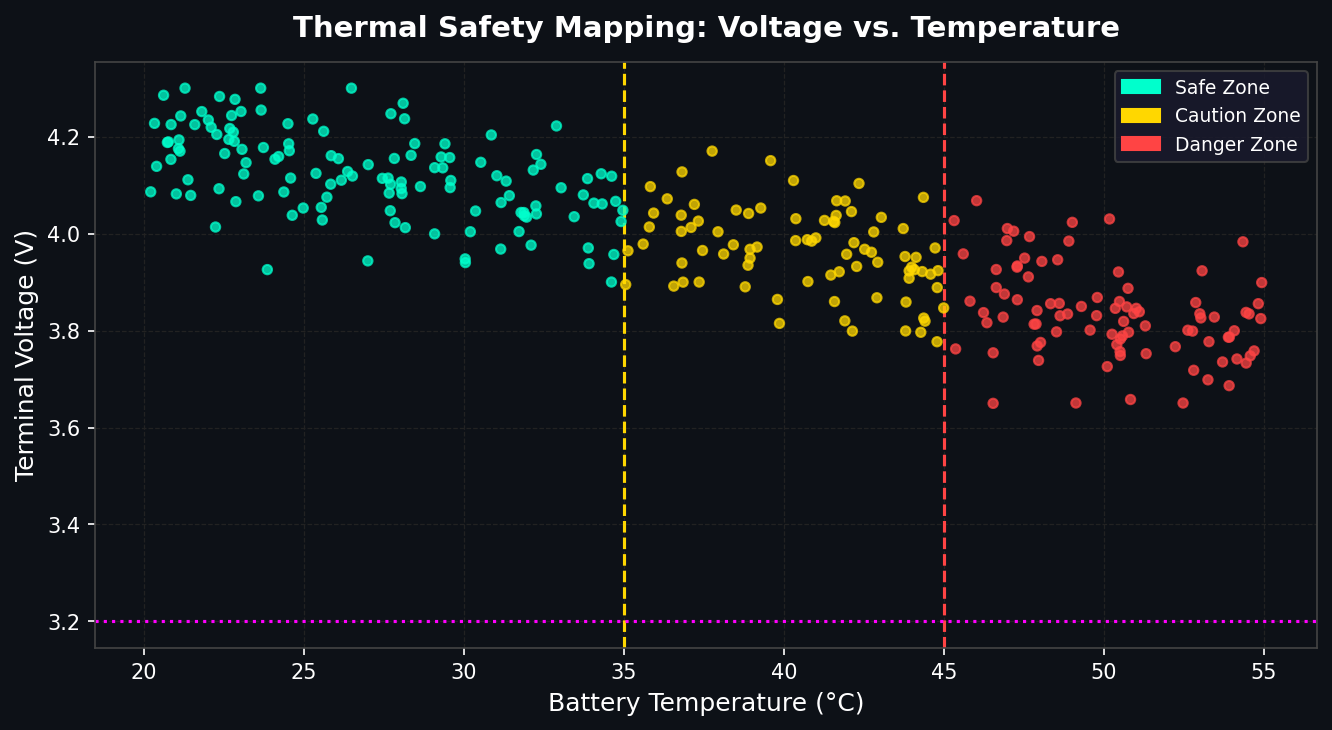 Thermal Safety Mapping: Voltage vs. Temperature
Safe Zone
Caution Zone
Danger Zone
Terminal Voltage (V)
4.2
4.0
3.8
3.6
3.4
3.2
20
25
30
35
40
45
50
55
Battery Temperature (°C)